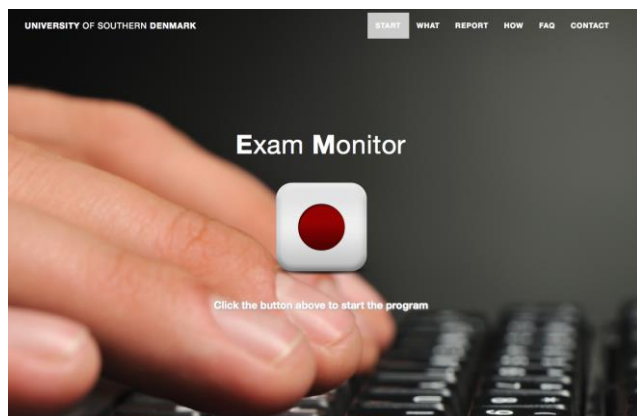 UNIVERSITY OF SOUTHERN DENMARK
START WHAT REPORT HOW FAQ CONTACT
Exam Monitor
Click the button above to start the program